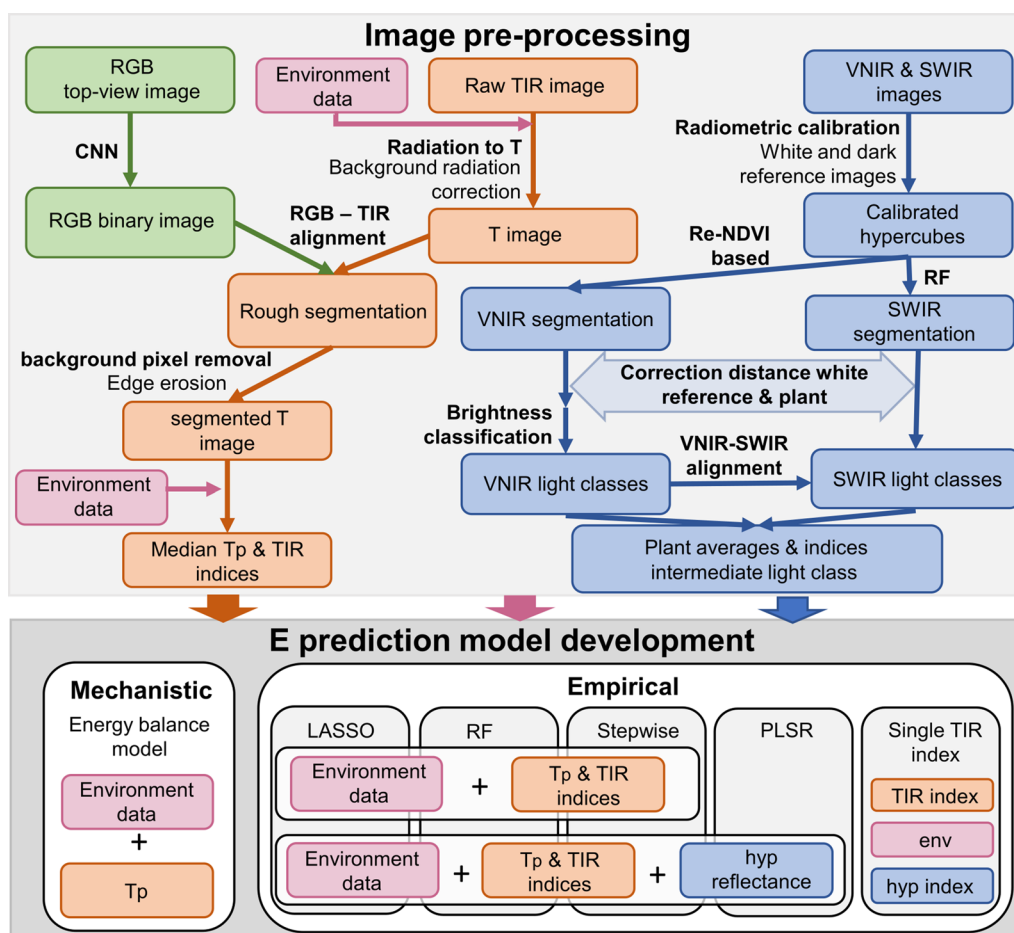 Image pre-processing
RGB
top-view image
Environment
data
Raw TIR image
VNIR & SWIR
images
CNN
Radiation to T
Background radiation
correction
Radiometric calibration
White and dark
reference images
RGB binary image
RGB – TIR
alignment
T image
Calibrated
hypercubes
Re-NDVI
based
RF
Rough segmentation
VNIR segmentation
SWIR
segmentation
background pixel removal
Edge erosion
Correction distance white
reference & plant
segmented T
image
Brightness
classification
VNIR-SWIR
alignment
Environment
data
VNIR light classes
SWIR light classes
Median Tp & TIR
indices
Plant averages & indices
intermediate light class
E prediction model development
Mechanistic
Energy balance
model
Environment
data
+
Tp
Empirical
LASSO
RF
Stepwise
PLSR
Single TIR
index
Environment
data
+
Tp & TIR
indices
Environment
data
+
Tp & TIR
indices
+
hyp
reflectance
TIR index
env
hyp index